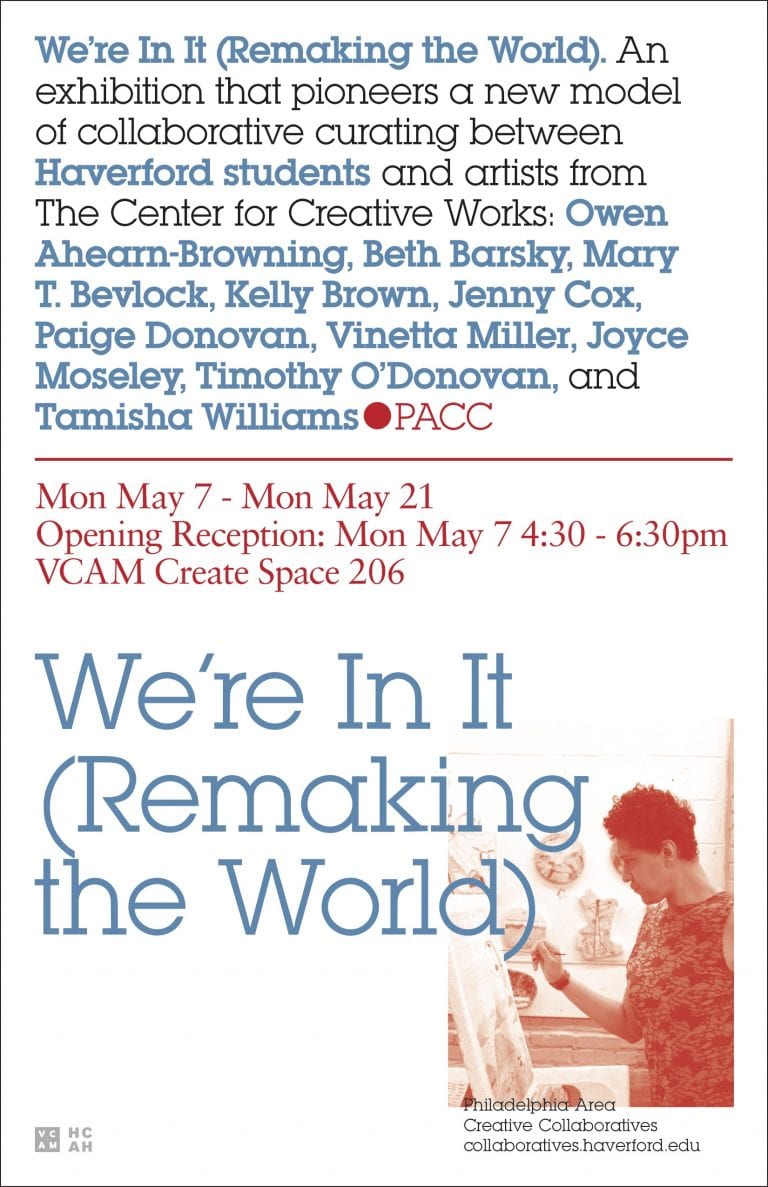 We're In It (Remaking the World). An
exhibition that pioneers a new model
of collaborative curating between
Haverford students and artists from
The Center for Creative Works: Owen
Ahearn-Browning, Beth Barsky, Mary
T. Bevlock, Kelly Brown, Jenny Cox,
Paige Donovan, Vinetta Miller, Joyce
Moseley, Timothy O'Donovan, and
Tamisha Williams●PACC
Mon May 7 - Mon May 21
Opening Reception: Mon May 7 4:30 - 6:30pm
VCAM Create Space 206
We're In It
(Remaking
the World)
Philadelphia Area
Creative Collaboratives
collaboratives.haverford.edu
VC
AM
HC
AH